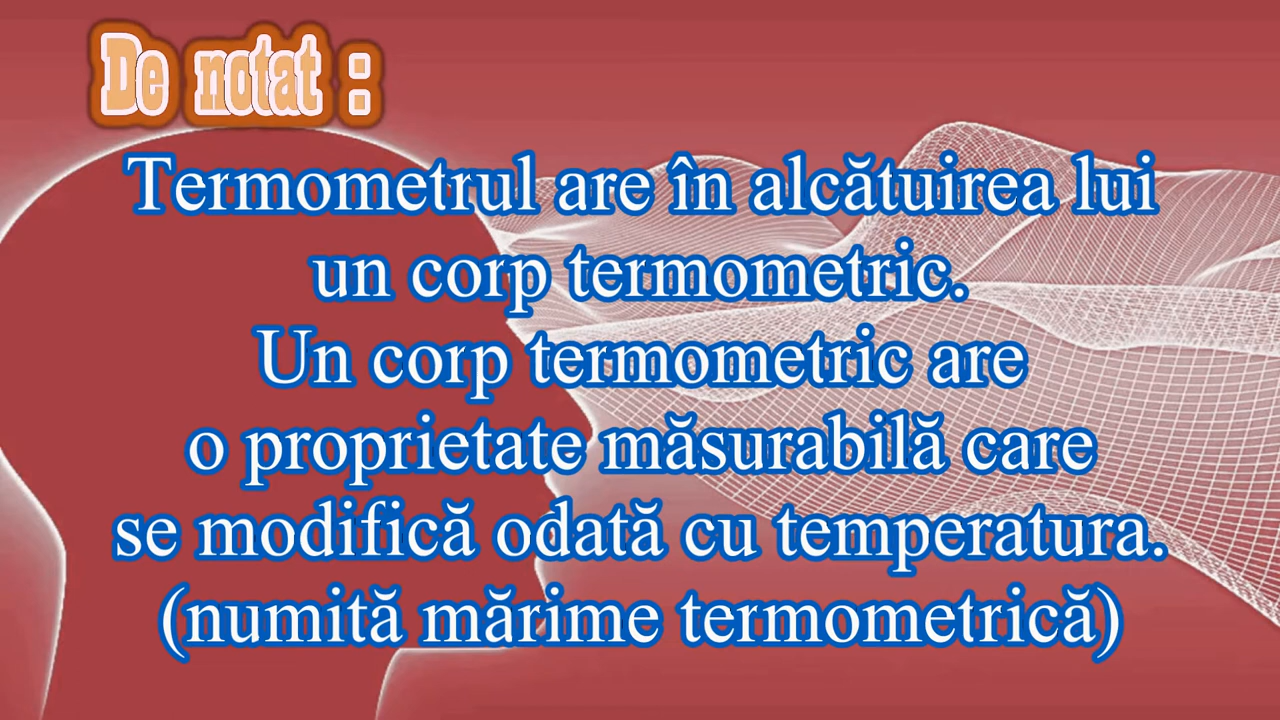 De notat :
Termometrul are în alcătuirea lui
un corp termometric.
Un corp termometric are
o proprietate măsurabilă care
se modifică odată cu temperatura.
(numită mărime termometrică)